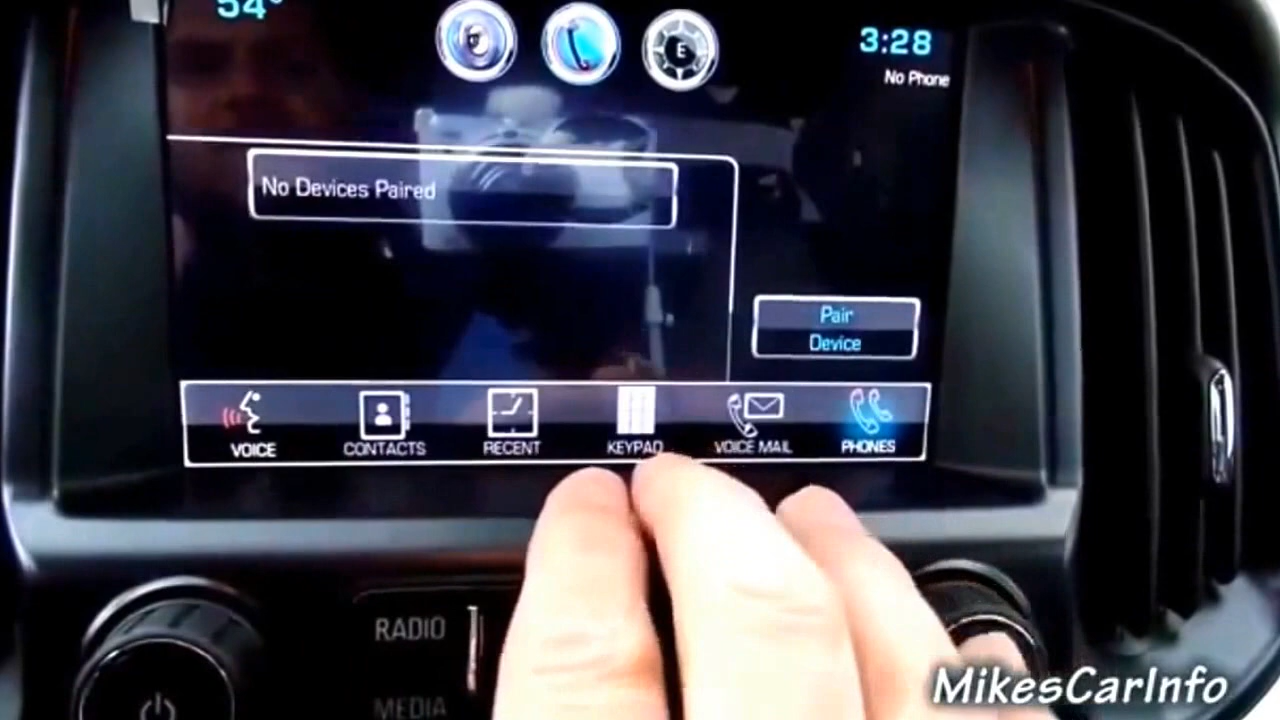 54°
E
3:28
No Phone
No Devices Paired
Pair
Device
VOICE
CONTACTS
RECENT
KEYPAD
VOICE MAIL
PHONES
RADIO
MEDIA
MikesCarInfo